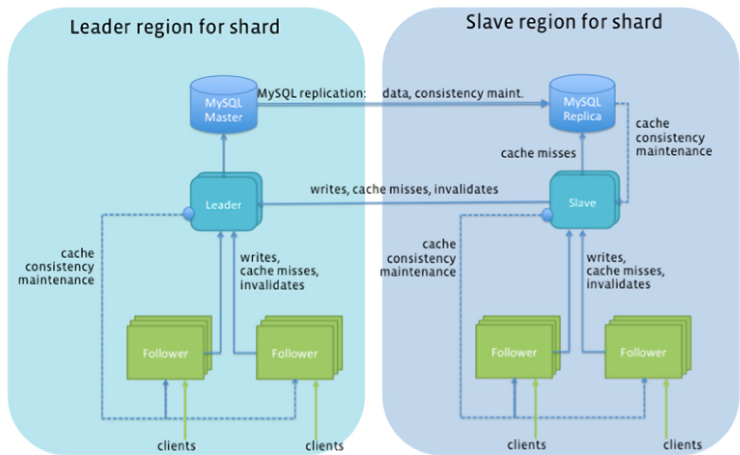 Leader region for shard
Slave region for shard
MySQL
Master
MySQL replication: data, consistency maint.
MySQL
Replica
cache
consistency
maintenance
cache misses
Leader
writes, cache misses, invalidates
Slave
cache
consistency
maintenance
writes,
cache misses,
invalidates
cache
consistency
maintenance
writes,
cache misses,
invalidates
Follower
Follower
Follower
Follower
clients
clients
clients
clients